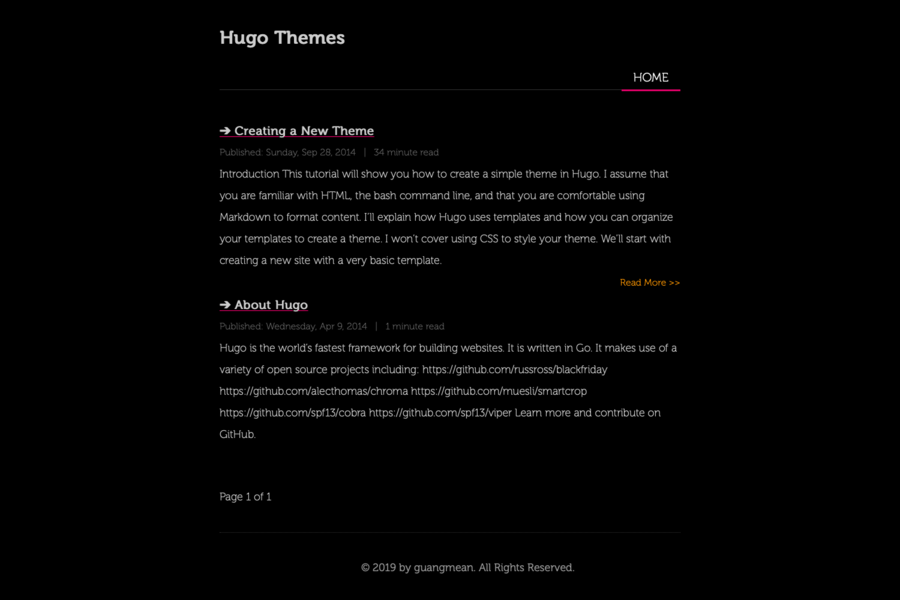 Hugo Themes
HOME
➔ Creating a New Theme
Published: Sunday, Sep 28, 2014 | 34 minute read
Introduction This tutorial will show you how to create a simple theme in Hugo. I assume that
you are familiar with HTML, the bash command line, and that you are comfortable using
Markdown to format content. I'll explain how Hugo uses templates and how you can organize
your templates to create a theme. I won't cover using CSS to style your theme. We'll start with
creating a new site with a very basic template.
Read More >>
➔ About Hugo
Published: Wednesday, Apr 9, 2014 | 1 minute read
Hugo is the world's fastest framework for building websites. It is written in Go. It makes use of a
variety of open source projects including: https://github.com/russross/blackfriday
https://github.com/alecthomas/chroma https://github.com/muesli/smartcrop
https://github.com/spf13/cobra https://github.com/spf13/viper Learn more and contribute on
GitHub.
Page 1 of 1
© 2019 by guangmean. All Rights Reserved.